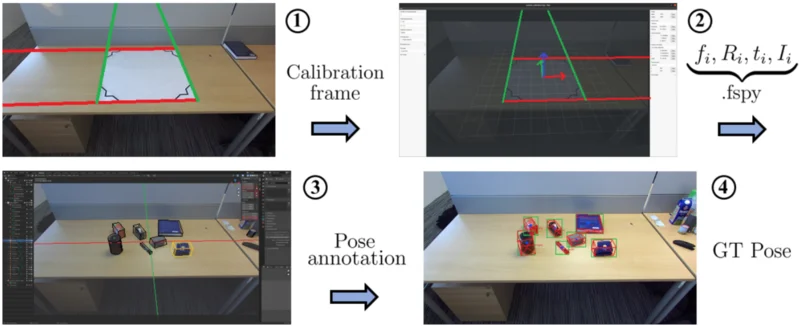 ①
②
Calibration
frame
f_i, R_i, t_i, I_i
.fspy
③
④
Pose
annotation
GT Pose